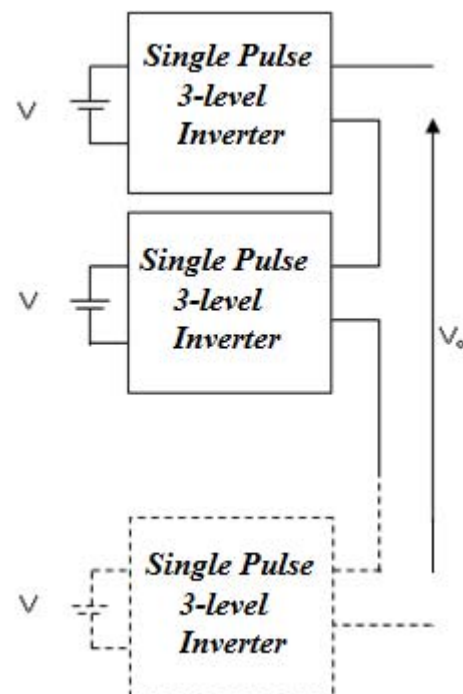 Single Pulse
3-level
Inverter
V
Single Pulse
3-level
Inverter
V
Vo
Single Pulse
3-level
Inverter
V